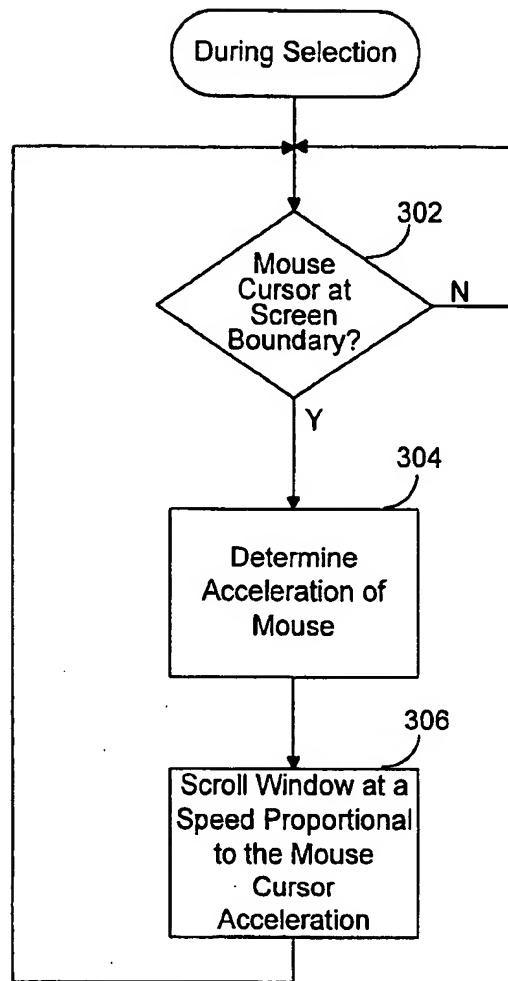 During Selection
302
Mouse
Cursor at
Screen
Boundary?
N
Y
304
Determine
Acceleration of
Mouse
306
Scroll Window at a
Speed Proportional
to the Mouse
Cursor
Acceleration